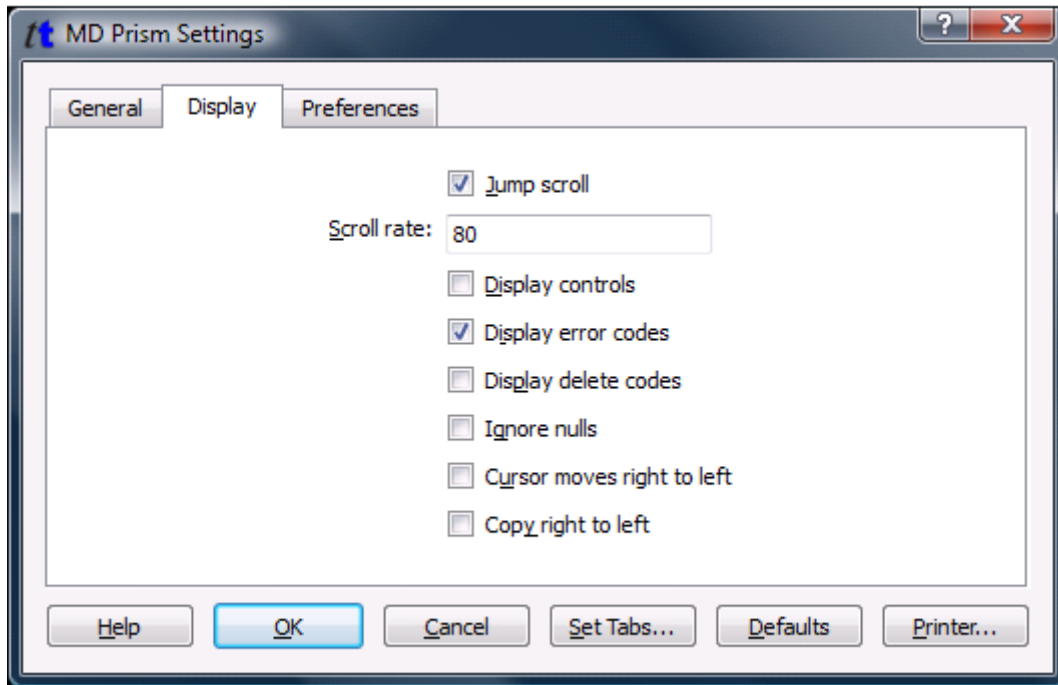 tt MD Prism Settings
? X
General Display Preferences
Jump scroll
Scroll rate: 80
Display controls
Display error codes
Display delete codes
Ignore nulls
Cursor moves right to left
Copy right to left
Help OK Cancel Set Tabs... Defaults Printer...